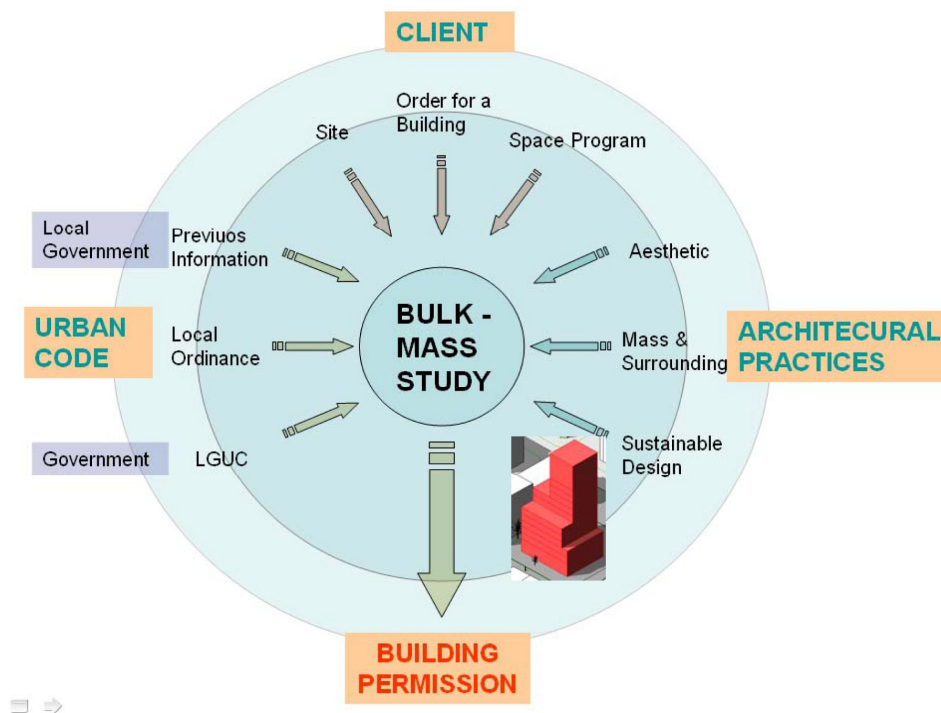 CLIENT
Order for a
Building
Site
Space Program
Local
Government
Previuos
Information
Aesthetic
URBAN
CODE
Local
Ordinance
BULK -
MASS
STUDY
Mass &
Surrounding
ARCHITECURAL
PRACTICES
Government
LGUC
Sustainable
Design
BUILDING
PERMISSION